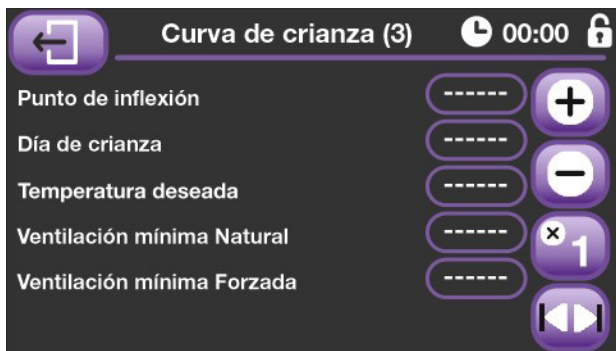 Curva de crianza (3) 00:00
Punto de inflexión ------
Día de crianza ------
Temperatura deseada ------
Ventilación mínima Natural ------
×1
Ventilación mínima Forzada ------